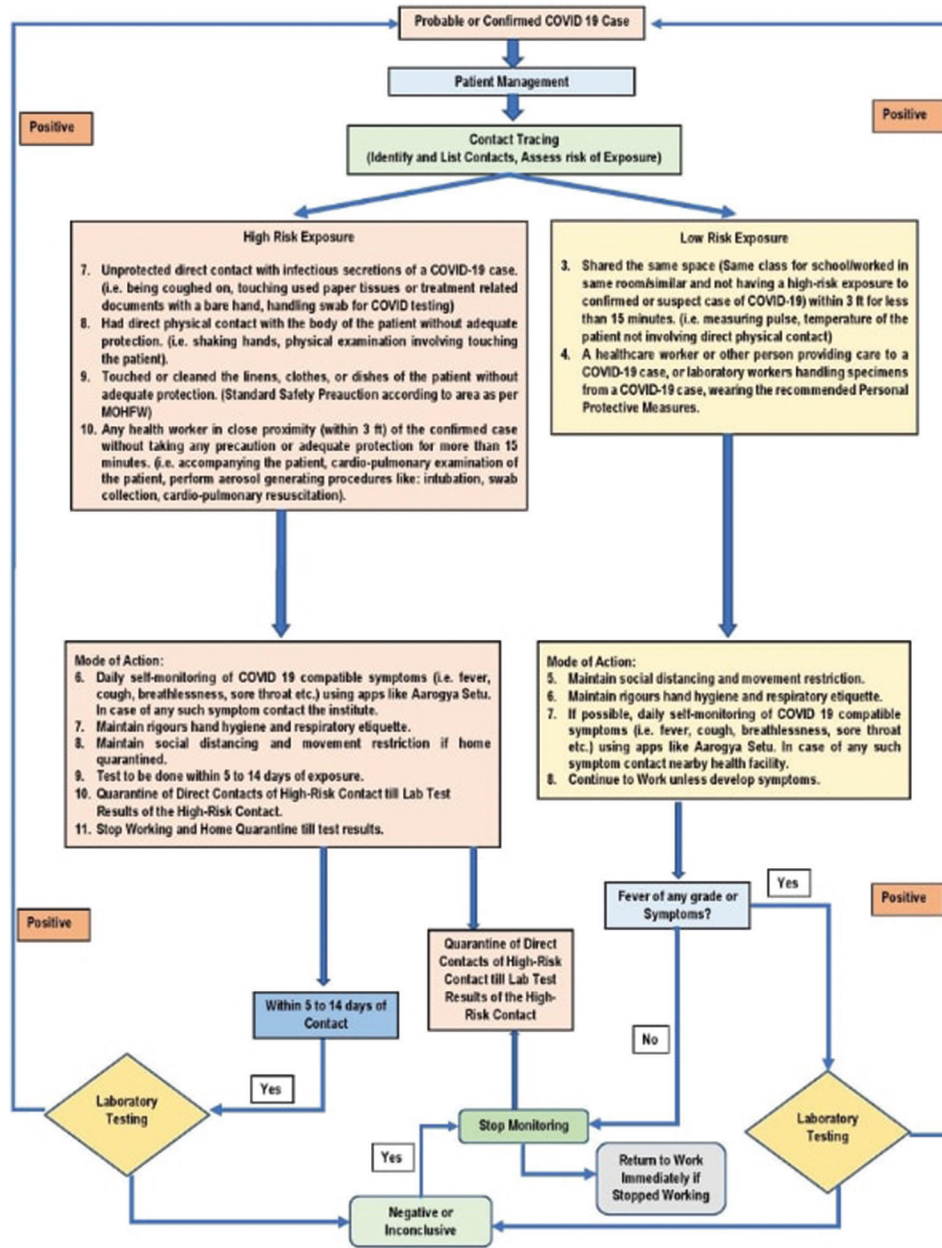 Probable or Confirmed COVID 19 Case
Patient Management
Positive
Positive
Contact Tracing
(Identify and List Contacts, Assess risk of Exposure)
High Risk Exposure
7. Unprotected direct contact with infectious secretions of a COVID-19 case.
(i.e. being coughed on, touching used paper tissues or treatment related
documents with a bare hand, handling swab for COVID testing)
8. Had direct physical contact with the body of the patient without adequate
protection. (i.e. shaking hands, physical examination involving touching
the patient).
9. Touched or cleaned the linens, clothes, or dishes of the patient without
adequate protection. (Standard Safety Preauction according to area as per
MOHFW)
10. Any health worker in close proximity (within 3 ft) of the confirmed case
without taking any precaution or adequate protection for more than 15
minutes. (i.e. accompanying the patient, cardio-pulmonary examination of
the patient, perform aerosol generating procedures like: intubation, swab
collection, cardio-pulmonary resuscitation).
Low Risk Exposure
3. Shared the same space (Same class for school/worked in
same room/similar and not having a high-risk exposure to
confirmed or suspect case of COVID-19) within 3 ft for less
than 15 minutes. (i.e. measuring pulse, temperature of the
patient not involving direct physical contact)
4. A healthcare worker or other person providing care to a
COVID-19 case, or laboratory workers handling specimens
from a COVID-19 case, wearing the recommended Personal
Protective Measures.
Mode of Action:
6. Daily self-monitoring of COVID 19 compatible symptoms (i.e. fever,
cough, breathlessness, sore throat etc.) using apps like Aarogya Setu.
In case of any such symptom contact the institute.
7. Maintain rigours hand hygiene and respiratory etiquette.
8. Maintain social distancing and movement restriction if home
quarantined.
9. Test to be done within 5 to 14 days of exposure.
10. Quarantine of Direct Contacts of High-Risk Contact till Lab Test
Results of the High-Risk Contact.
11. Stop Working and Home Quarantine till test results.
Mode of Action:
5. Maintain social distancing and movement restriction.
6. Maintain rigours hand hygiene and respiratory etiquette.
7. If possible, daily self-monitoring of COVID 19 compatible
symptoms (i.e. fever, cough, breathlessness, sore throat
etc.) using apps like Aarogya Setu. In case of any such
symptom contact nearby health facility.
8. Continue to Work unless develop symptoms.
Positive
Fever of any grade or
Symptoms?
Yes
Positive
Quarantine of Direct
Contacts of High-Risk
Contact till Lab Test
Results of the High-
Risk Contact
Within 5 to 14 days of
Contact
No
Yes
Laboratory
Testing
Stop Monitoring
Laboratory
Testing
Yes
Return to Work
Immediately if
Stopped Working
Negative or
Inconclusive